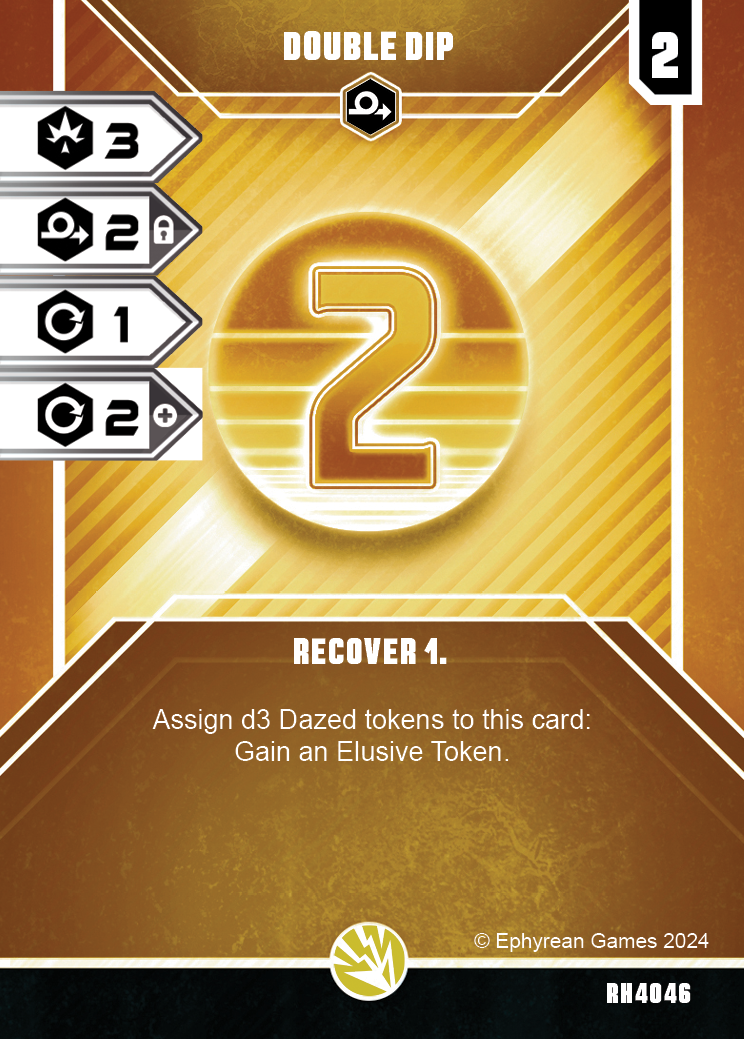 DOUBLE DIP
2
3
2
1
2
2
RECOVER 1.
Assign d3 Dazed tokens to this card:
Gain an Elusive Token.
© Ephyrean Games 2024
RH4046